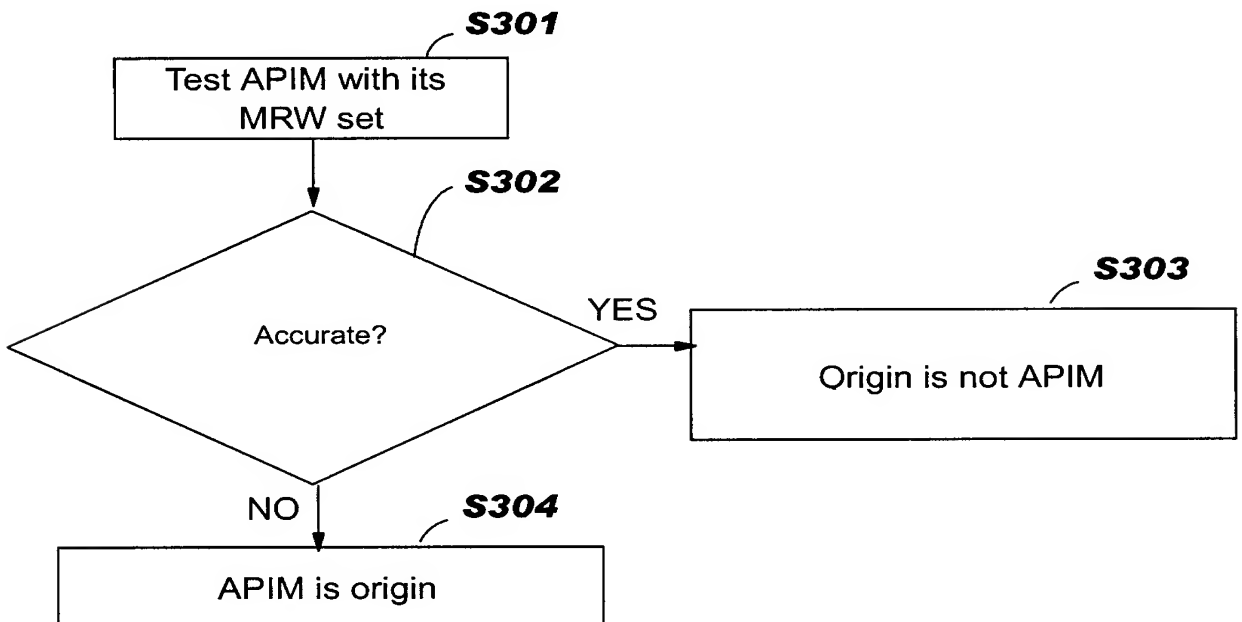 S301
Test APIM with its
MRW set
S302
Accurate?
YES
S303
Origin is not APIM
NO
S304
APIM is origin